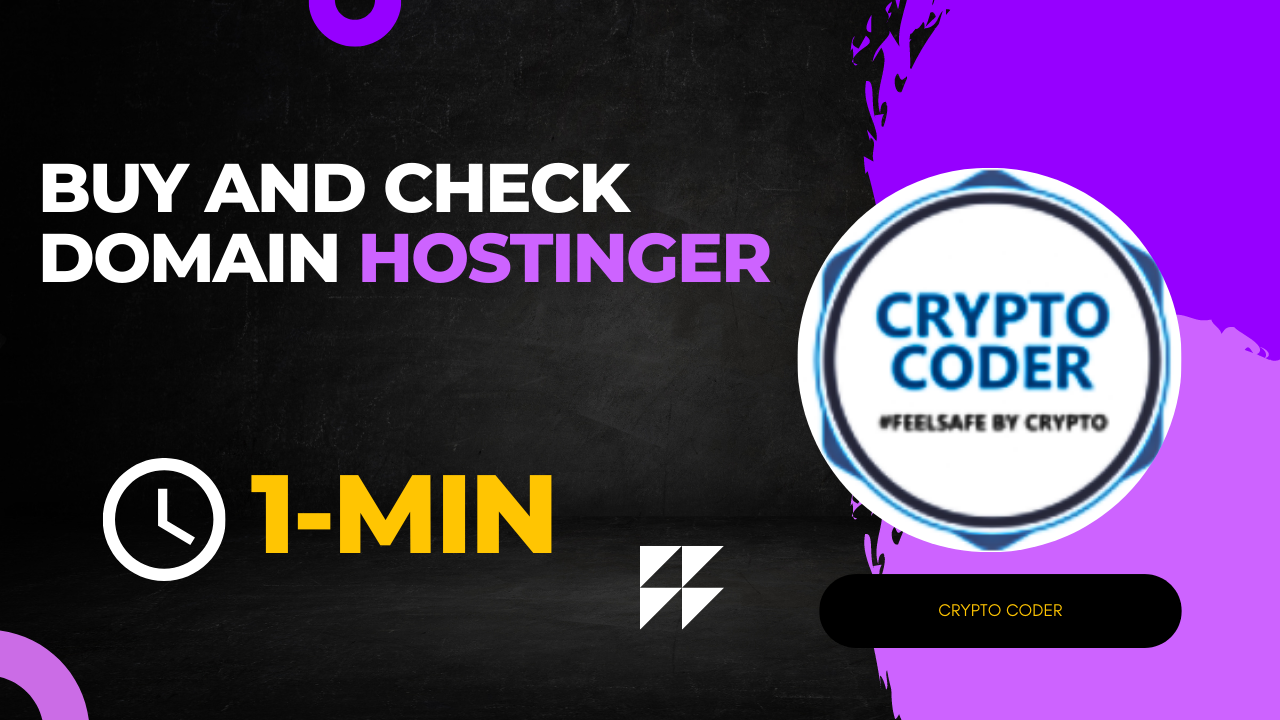 BUY AND CHECK
DOMAIN HOSTINGER
1-MIN
CRYPTO
CODER
#FEELSAFE BY CRYPTO
CRYPTO CODER